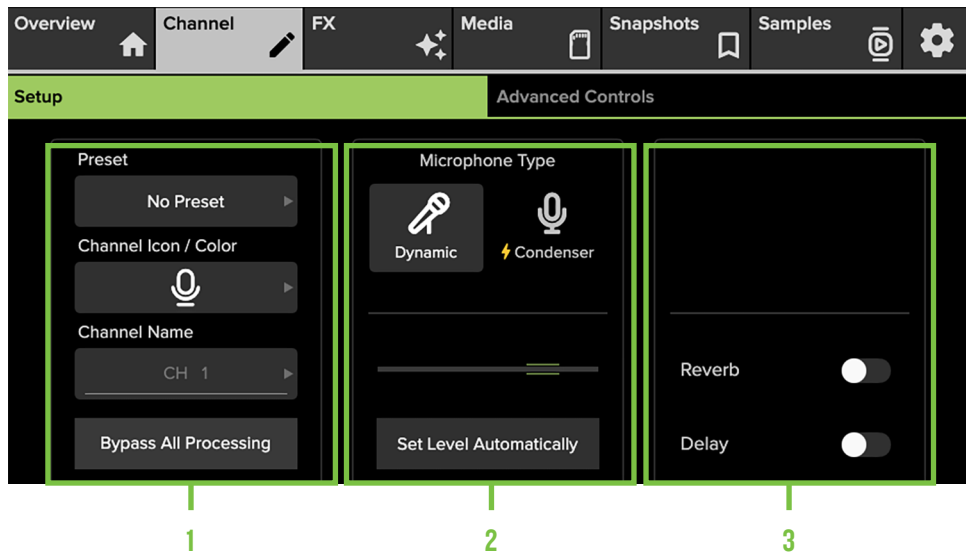 Overview
Channel
FX
Media
Snapshots
Samples
Setup
Advanced Controls
Preset
No Preset
Channel Icon / Color
Channel Name
CH 1
Bypass All Processing
Microphone Type
Dynamic
Condenser
Set Level Automatically
Reverb
Delay
1
2
3